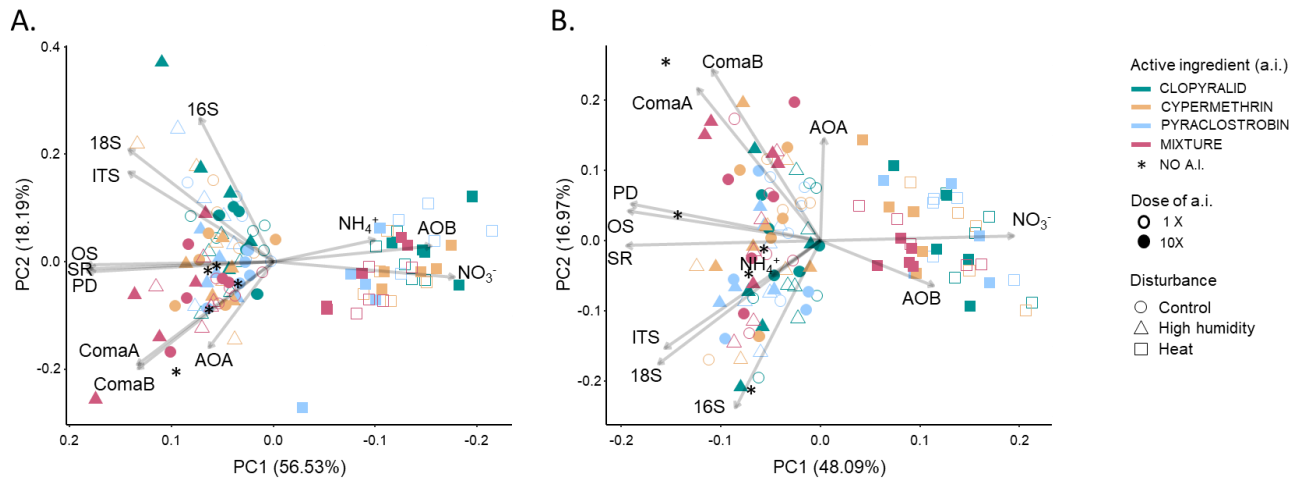 A.
PC2 (18.19%)
0.4
0.2
0.0
-0.2
16S
18S
ITS
OS
SR
PD
ComaA
ComaB
AOA
NH₄⁺
AOB
NO₃⁻
*
*
*
*
*
0.2
0.1
0.0
-0.1
-0.2
PC1 (56.53%)
B.
PC2 (16.97%)
0.2
0.1
0.0
-0.1
-0.2
* ComaB
ComaA
AOA
PD
OS
SR
*
*
*
NH₄⁺
NO₃⁻
AOB
ITS
18S
16S
*
-0.2
-0.1
0.0
0.1
0.2
PC1 (48.09%)
Active ingredient (a.i.)
CLOPYRALID
CYPERMETHRIN
PYRACLOSTROBIN
MIXTURE
* NO A.I.
Dose of a.i.
1 X
10X
Disturbance
Control
High humidity
Heat